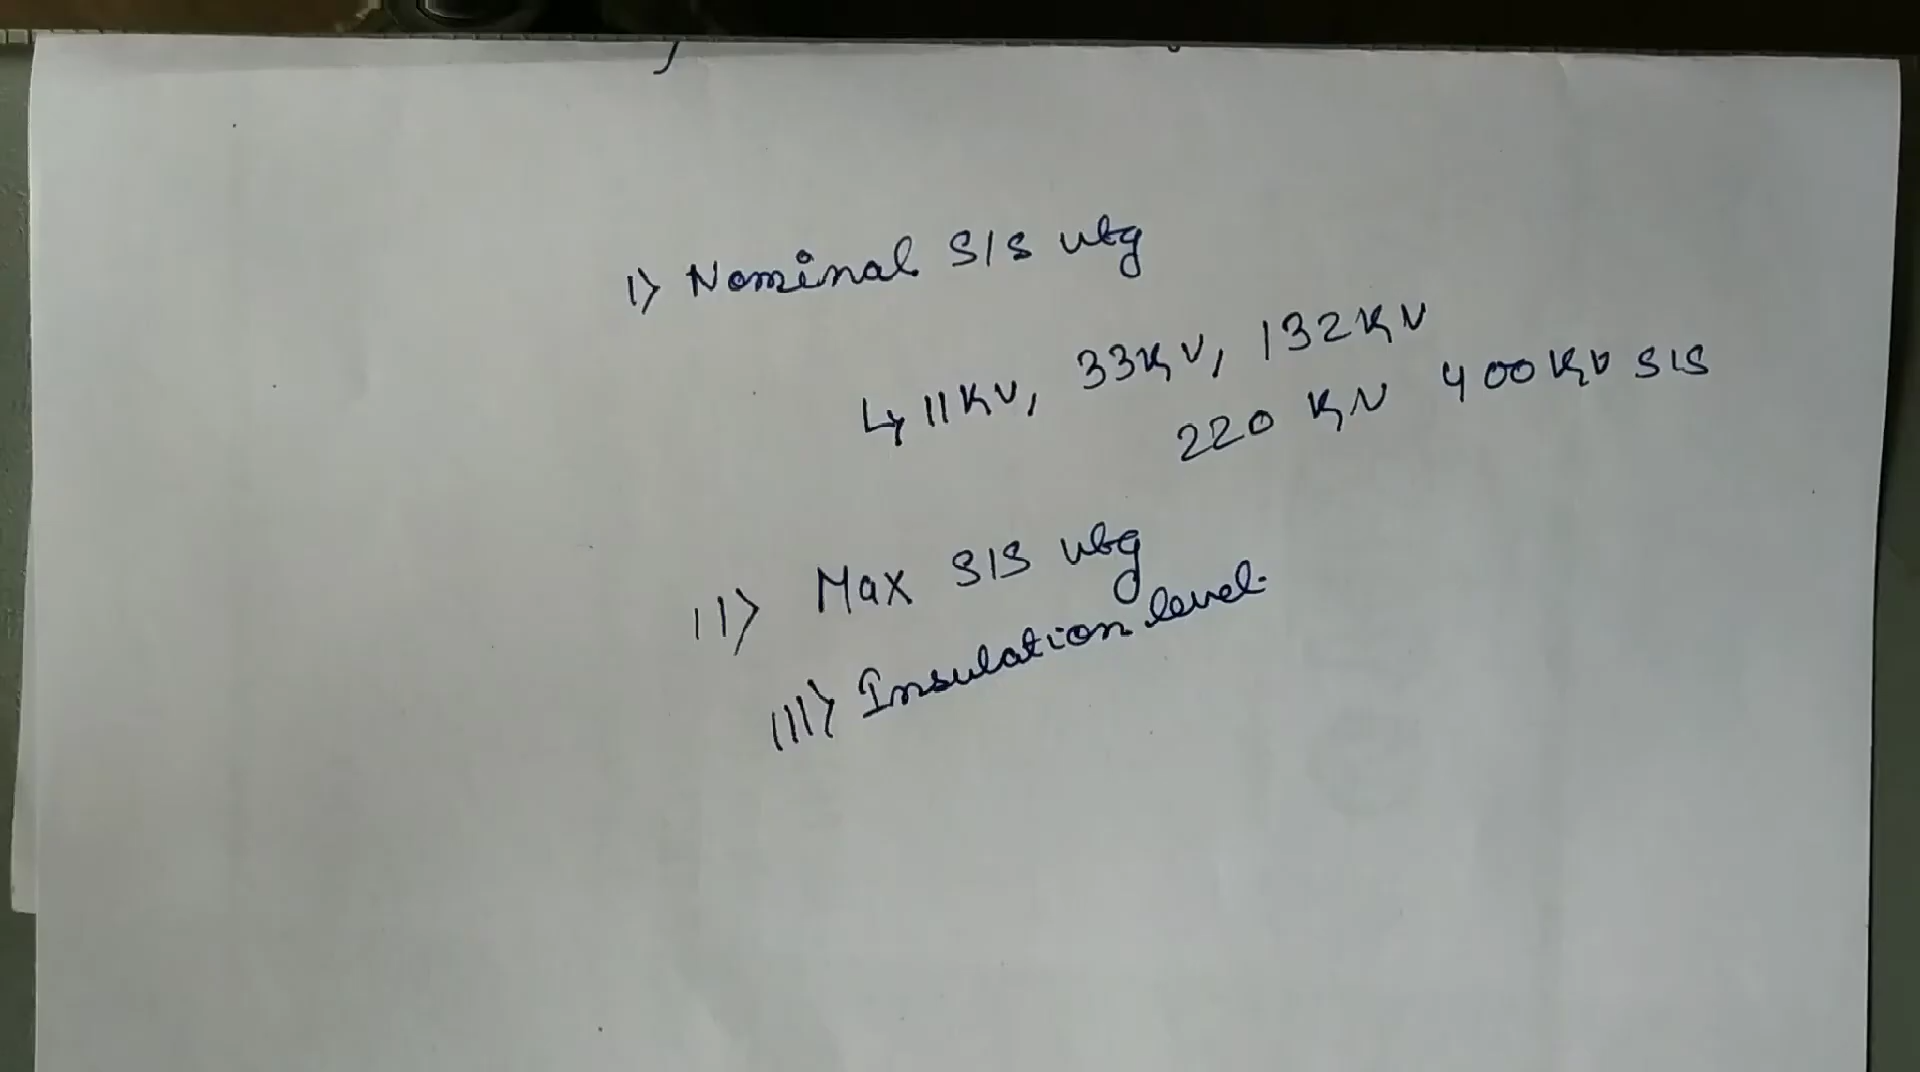 I) Nominal S/S vtg
↳ 11KV, 33KV, 132KV
220 KV 400KV S/S
II) Max S/S vtg
III) Insulation level.